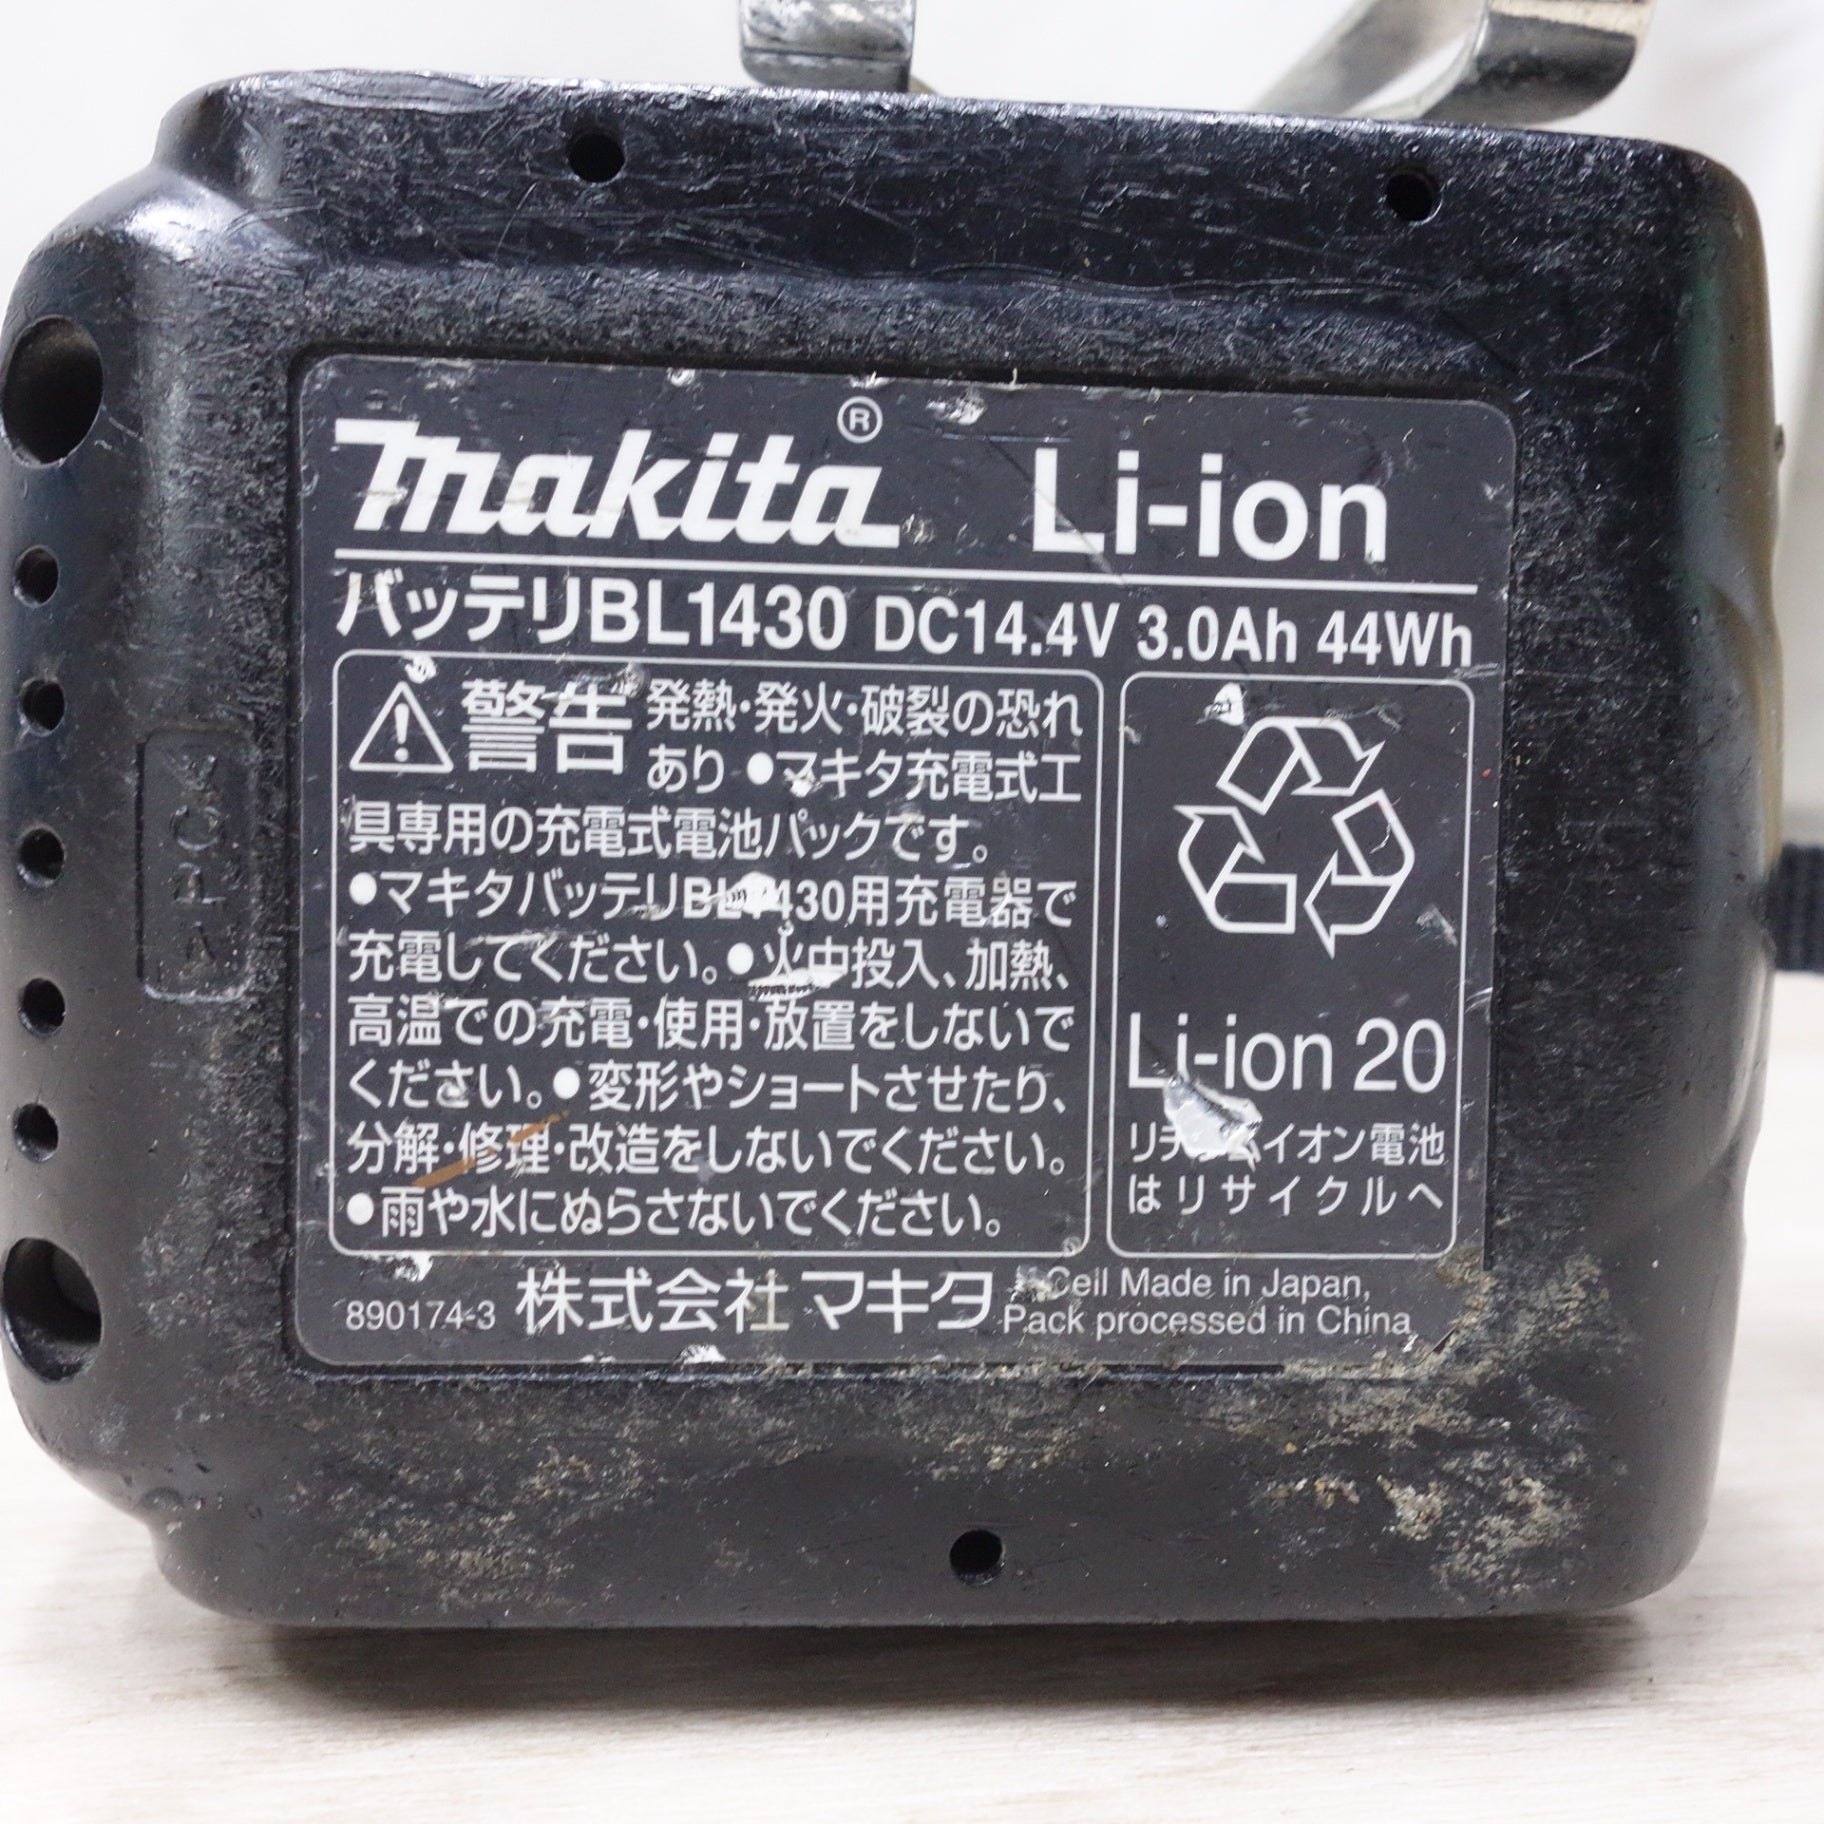 makita® Li-ion
バッテリBL1430 DC14.4V 3.0Ah 44Wh
警告 発熱・発火・破裂の恐れ
あり ●マキタ充電式工
具専用の充電式電池パックです。
●マキタバッテリBL1430用充電器で
充電してください。●火中投入、加熱、
高温での充電・使用・放置をしないで
ください。●変形やショートさせたり、
分解・修理・改造をしないでください。
●雨や水にぬらさないでください。
Li-ion 20
リチウムイオン電池
はリサイクルへ
890174-3 株式会社マキタ
Cell Made in Japan,
Pack processed in China